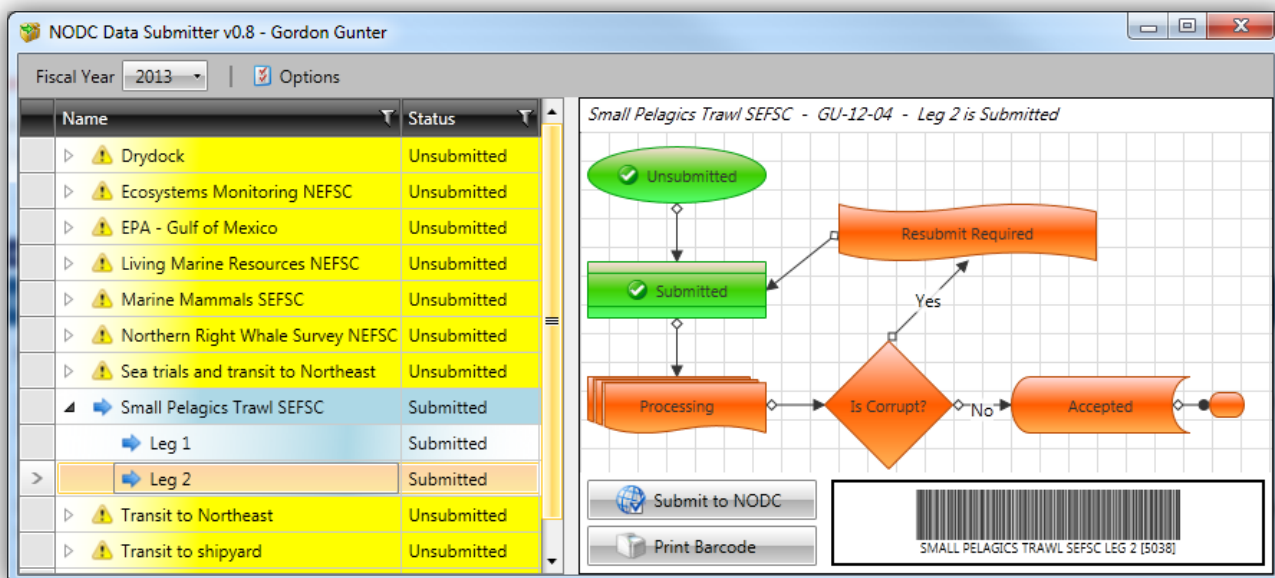 NODC Data Submitter v0.8 - Gordon Gunter
Fiscal Year 2013 Options
Name Status
Drydock Unsubmitted
Ecosystems Monitoring NEFSC Unsubmitted
EPA - Gulf of Mexico Unsubmitted
Living Marine Resources NEFSC Unsubmitted
Marine Mammals SEFSC Unsubmitted
Northern Right Whale Survey NEFSC Unsubmitted
Sea trials and transit to Northeast Unsubmitted
Small Pelagics Trawl SEFSC Submitted
Leg 1 Submitted
Leg 2 Submitted
Transit to Northeast Unsubmitted
Transit to shipyard Unsubmitted
Small Pelagics Trawl SEFSC - GU-12-04 - Leg 2 is Submitted
Unsubmitted
Resubmit Required
Submitted
Yes
Processing
Is Corrupt?
No
Accepted
Submit to NODC
Print Barcode
SMALL PELAGICS TRAWL SEFSC LEG 2 [5038]